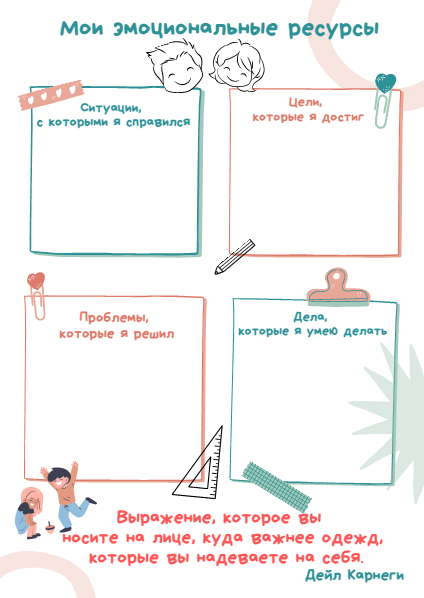 Мои эмоциональные ресурсы
Ситуации,
с которыми я справился
Цели,
которые я достиг
Проблемы,
которые я решил
Дела,
которые я умею делать
Выражение, которое вы
носите на лице, куда важнее одежд,
которые вы надеваете на себя.
Дейл Карнеги